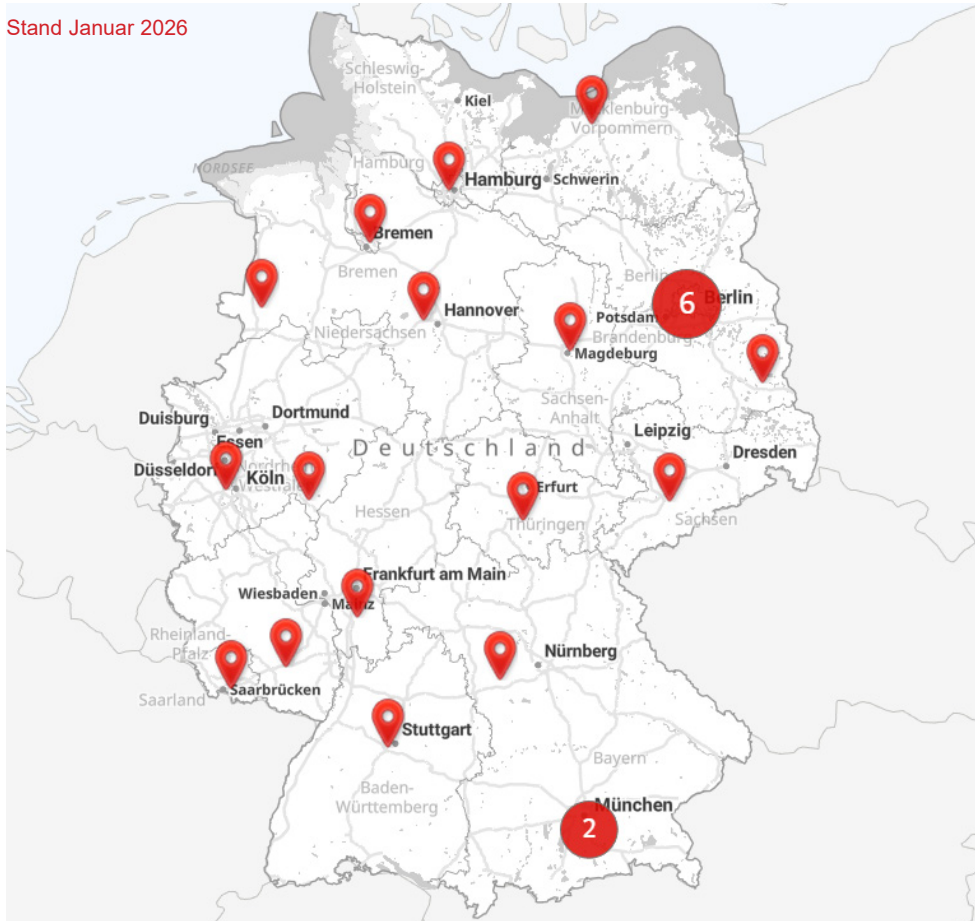 Stand Januar 2026
Schleswig-
Holstein
Kiel
Mecklenburg
Vorpommern
Hamburg
NORDSEE
Hamburg
Schwerin
Bremen
Bremen
Berlin
6
Berlin
Hannover
Potsdam
Niedersachsen
Brandenburg
Magdeburg
Sachsen-
Anhalt
Duisburg
Dortmund
Essen
Leipzig
Deutschland
Dresden
Düsseldorf
Nordrhein
Westfalen
Köln
Erfurt
Hessen
Thüringen
Sachsen
Frankfurt am Main
Wiesbaden
Mainz
Rheinland-
Pfalz
Nürnberg
Saarbrücken
Saarland
Stuttgart
Bayern
Baden-
Württemberg
München
2